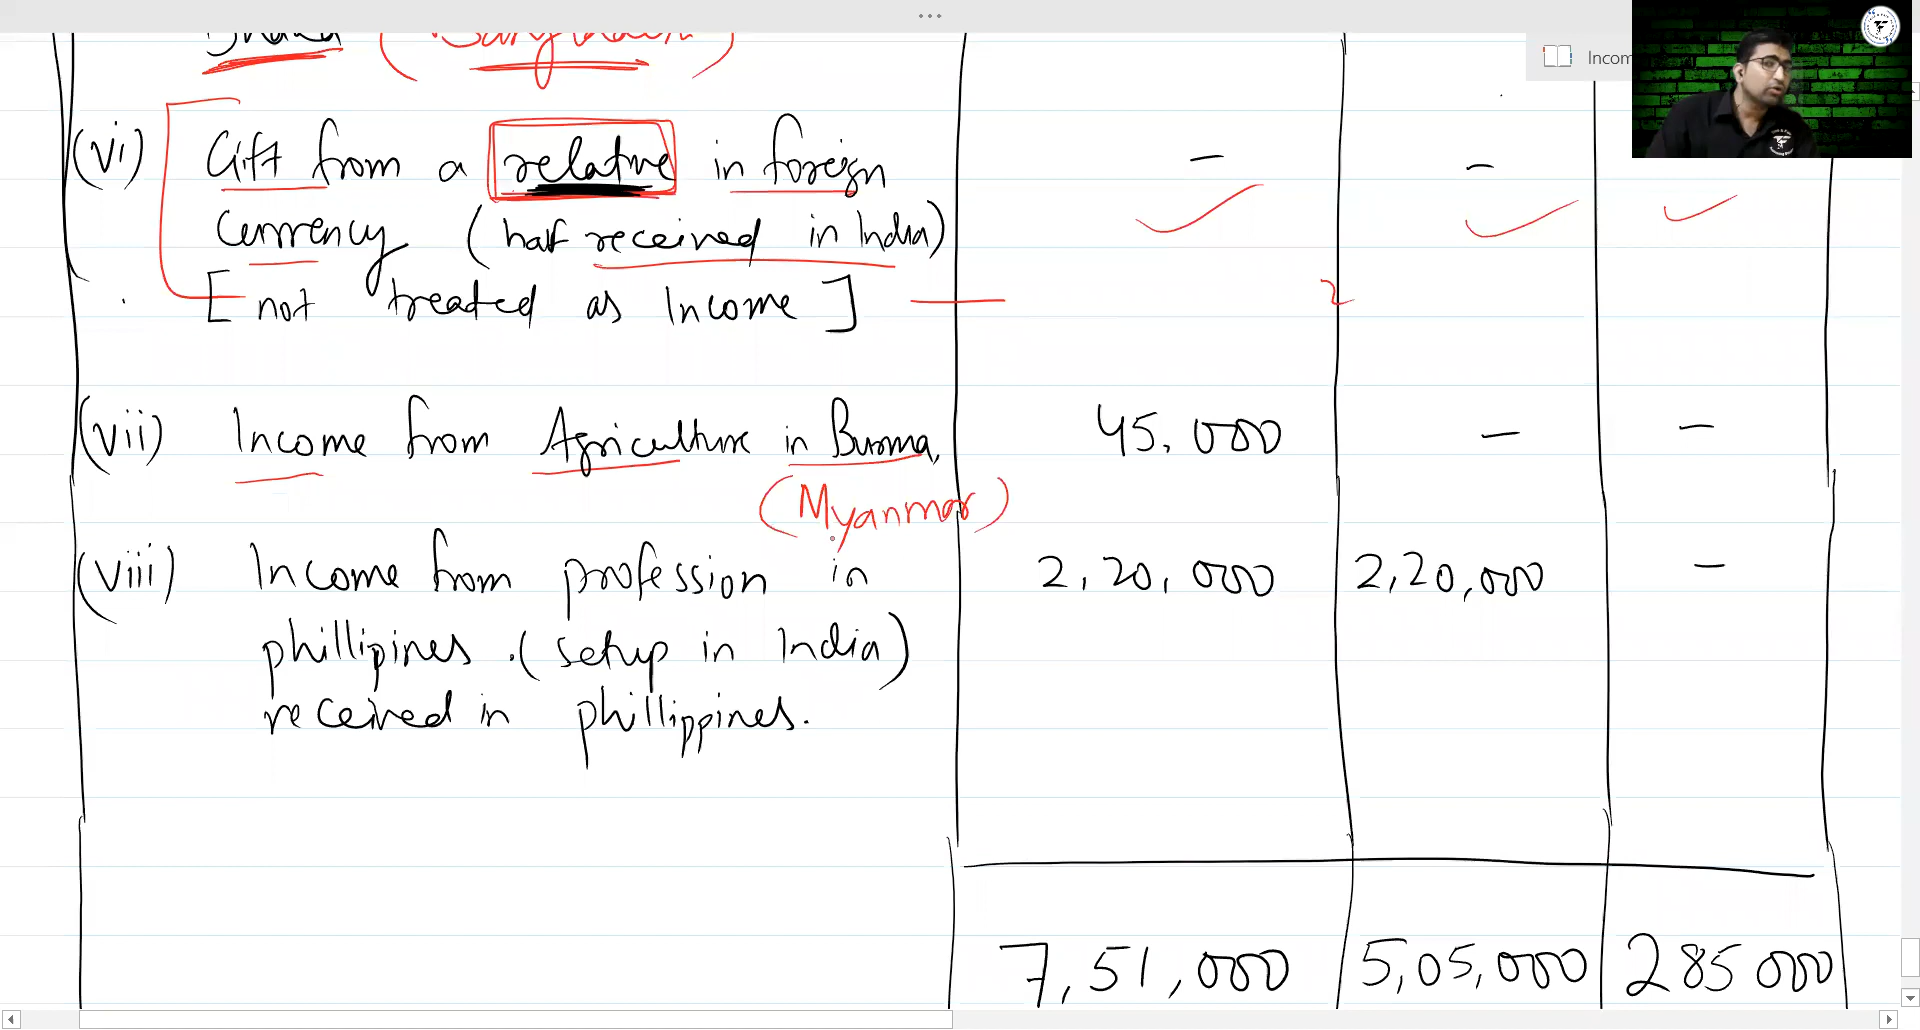 Incom
(vi) Gift from a relative in foreign - -
currency (half received in India)
[not treated as Income]
(vii) Income from Agriculture in Burma, 45,000 - -
(Myanmar)
(viii) Income from profession in 2,20,000 2,20,000 -
phillipines. (setup in India)
received in phillippines.
7,51,000 5,05,000 285000